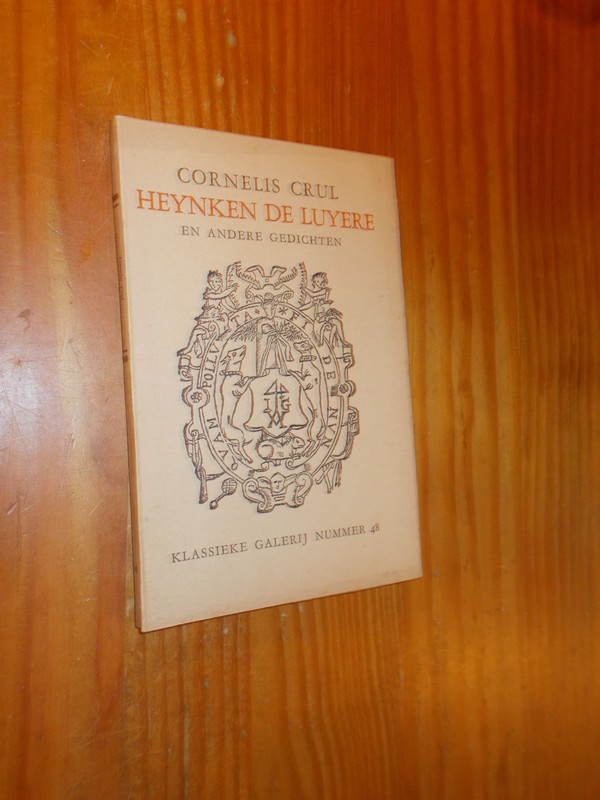 CORNELIS CRUL
HEYNKEN DE LUYERE
EN ANDERE GEDICHTEN
KLASSIEKE GALERIJ NUMMER 48